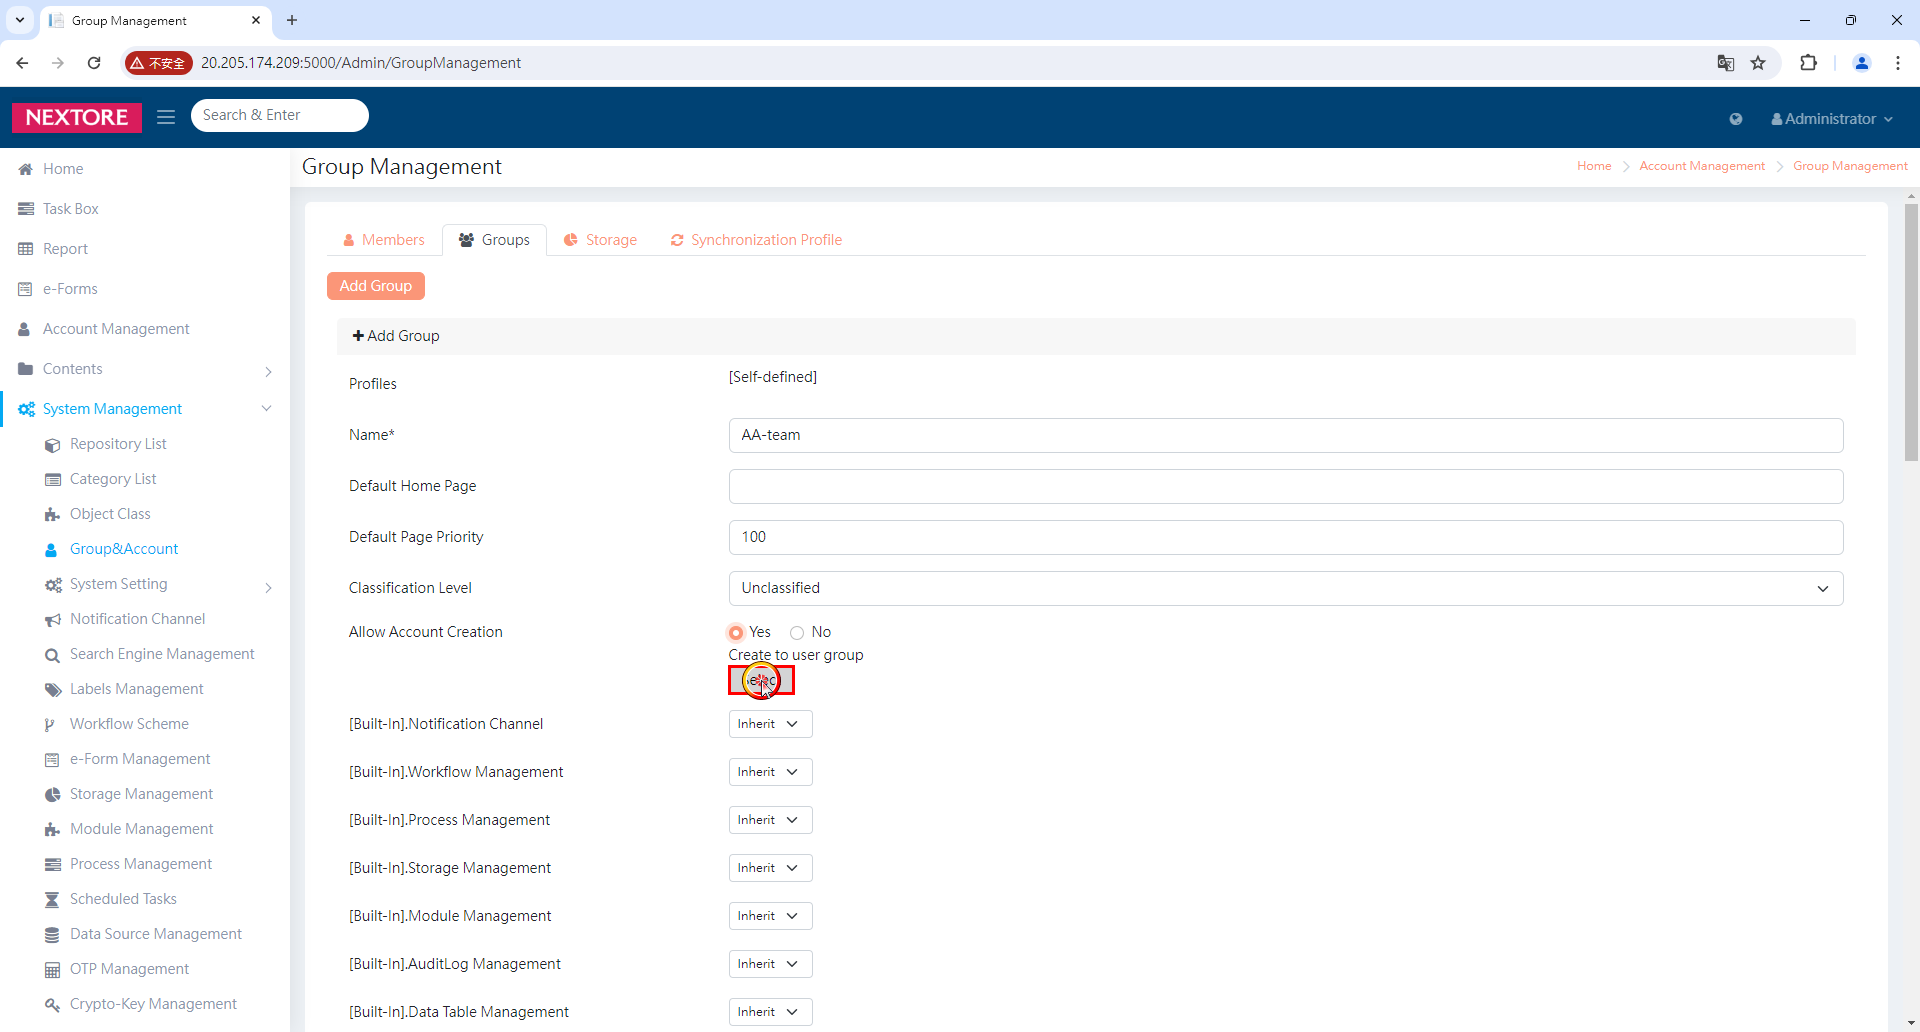 Group Management
不安全
20.205.174.209:5000/Admin/GroupManagement
NEXTORE
Search & Enter
Administrator
Home
Task Box
Report
e-Forms
Account Management
Contents
System Management
Repository List
Category List
Object Class
Group&Account
System Setting
Notification Channel
Search Engine Management
Labels Management
Workflow Scheme
e-Form Management
Storage Management
Module Management
Process Management
Scheduled Tasks
Data Source Management
OTP Management
Crypto-Key Management
Group Management
Home > Account Management > Group Management
Members Groups Storage Synchronization Profile
Add Group
Add Group
Profiles [Self-defined]
Name* AA-team
Default Home Page
Default Page Priority 100
Classification Level Unclassified
Allow Account Creation Yes No
Create to user group
[Built-In].Notification Channel Inherit
[Built-In].Workflow Management Inherit
[Built-In].Process Management Inherit
[Built-In].Storage Management Inherit
[Built-In].Module Management Inherit
[Built-In].AuditLog Management Inherit
[Built-In].Data Table Management Inherit